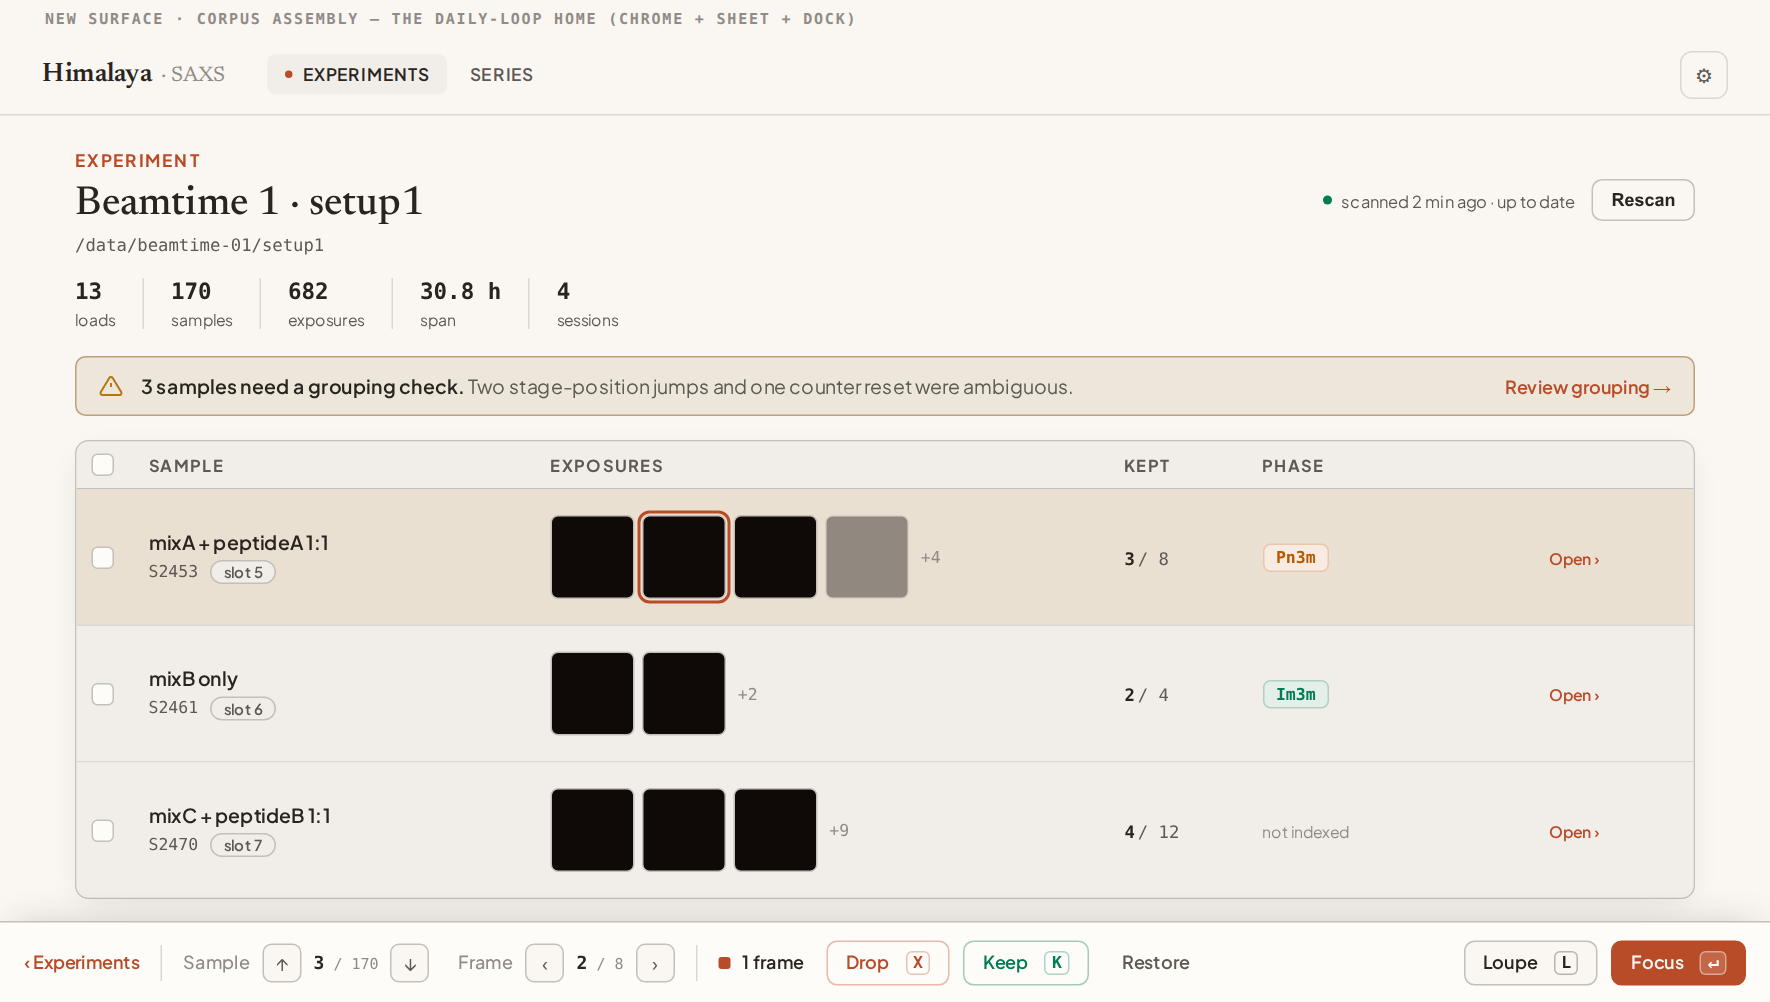 NEW SURFACE · CORPUS ASSEMBLY — THE DAILY-LOOP HOME (CHROME + SHEET + DOCK)
Himalaya · SAXS EXPERIMENTS SERIES ⚙
EXPERIMENT
Beamtime 1 · setup1
scanned 2 min ago · up to date Rescan
/data/beamtime-01/setup1
13 170 682 30.8 h 4
loads samples exposures span sessions
3 samples need a grouping check. Two stage-position jumps and one counter reset were ambiguous. Review grouping →
SAMPLE EXPOSURES KEPT PHASE
mixA + peptideA 1:1
S2453 slot 5 +4 3 / 8 Pn3m Open ›
mixB only
S2461 slot 6 +2 2 / 4 Im3m Open ›
mixC + peptideB 1:1
S2470 slot 7 +9 4 / 12 not indexed Open ›
‹ Experiments Sample ↑ 3 / 170 ↓ Frame ‹ 2 / 8 › 1 frame Drop X Keep K Restore Loupe L Focus ↵